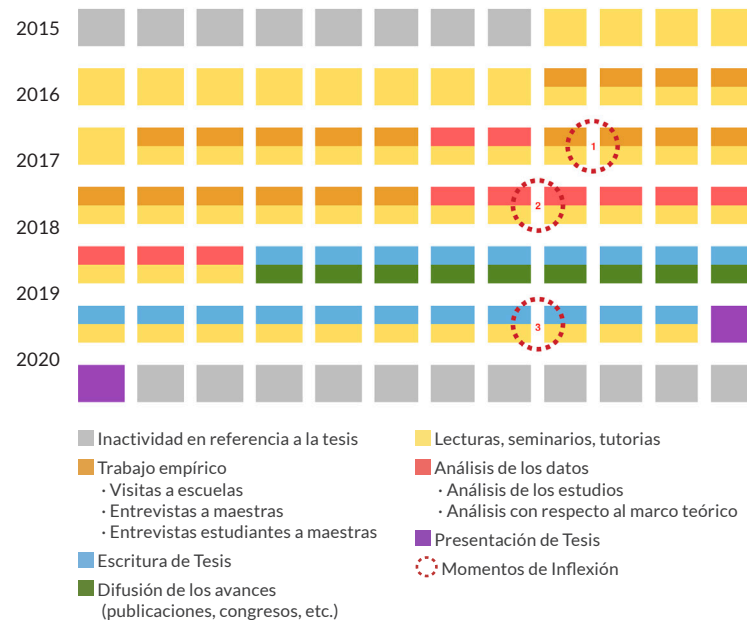 2015
2016
2017
1
2018
2
2019
2020
3
Inactividad en referencia a la tesis
Trabajo empírico
· Visitas a escuelas
· Entrevistas a maestras
· Entrevistas estudiantes a maestras
Escritura de Tesis
Difusión de los avances
(publicaciones, congresos, etc.)
Lecturas, seminarios, tutorias
Análisis de los datos
· Análisis de los estudios
· Análisis con respecto al marco teórico
Presentación de Tesis
Momentos de Inflexión